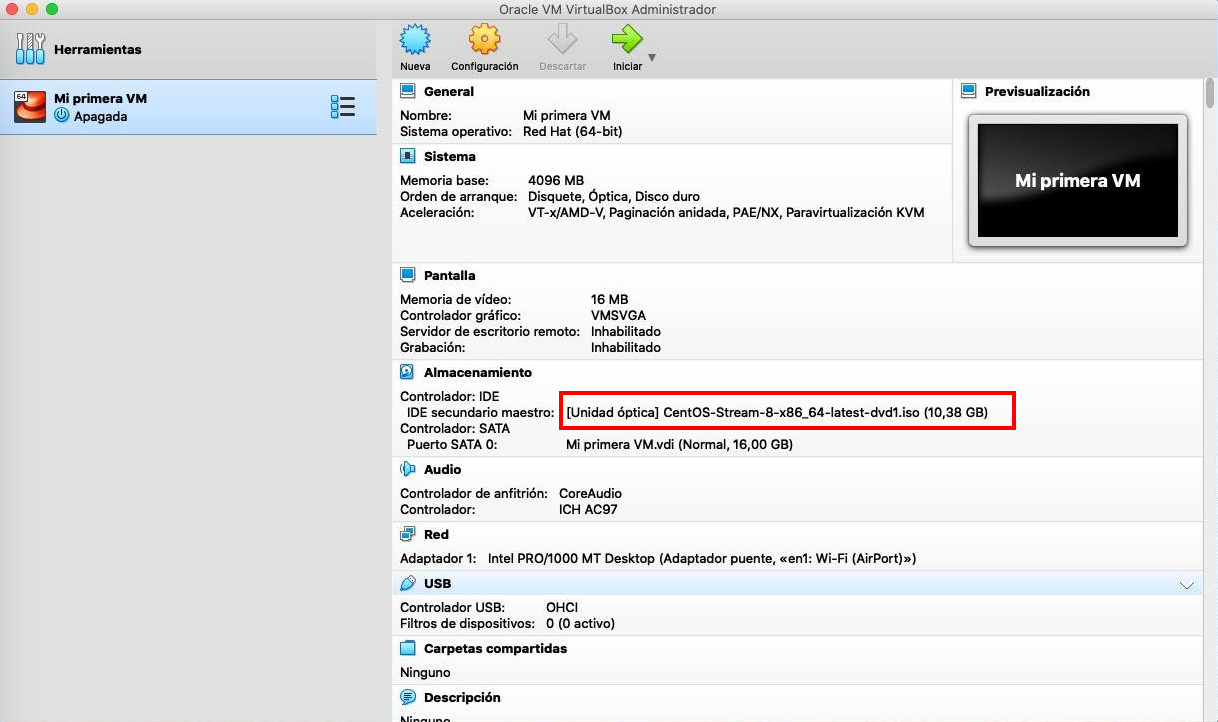 Oracle VM VirtualBox Administrador
Herramientas
Nueva
Configuración
Descartar
Iniciar
64
Mi primera VM
Apagada
General
Nombre: Mi primera VM
Sistema operativo: Red Hat (64-bit)
Previsualización
Mi primera VM
Sistema
Memoria base: 4096 MB
Orden de arranque: Disquete, Óptica, Disco duro
Aceleración: VT-x/AMD-V, Paginación anidada, PAE/NX, Paravirtualización KVM
Pantalla
Memoria de vídeo: 16 MB
Controlador gráfico: VMSVGA
Servidor de escritorio remoto: Inhabilitado
Grabación: Inhabilitado
Almacenamiento
Controlador: IDE
IDE secundario maestro: [Unidad óptica] CentOS-Stream-8-x86_64-latest-dvd1.iso (10,38 GB)
Controlador: SATA
Puerto SATA 0: Mi primera VM.vdi (Normal, 16,00 GB)
Audio
Controlador de anfitrión: CoreAudio
Controlador: ICH AC97
Red
Adaptador 1: Intel PRO/1000 MT Desktop (Adaptador puente, «en1: Wi-Fi (AirPort)»)
USB
Controlador USB: OHCI
Filtros de dispositivos: 0 (0 activo)
Carpetas compartidas
Ninguno
Descripción
Ninguno